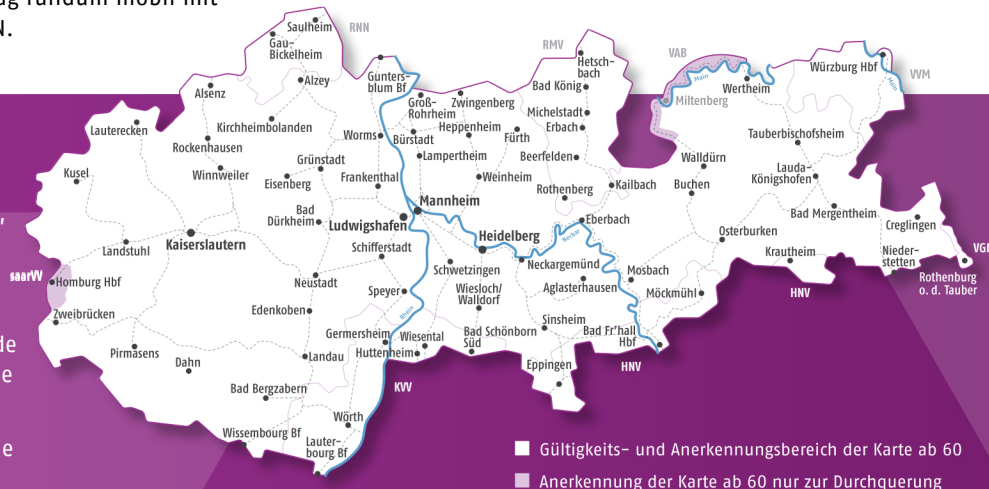 rundum mobil mit
N.
Saulheim
RNN
Gau-
Bickelheim
RMV
Hetsch-
bach
VAB
Würzburg Hbf
VVM
Main
Main
Alsenz
Alzey
Gunters-
blum Bf
Bad König
Wertheim
Miltenberg
Groß-
Rohrheim
Zwingenberg
Michelstadt
Lauterecken
Kirchheimbolanden
Worms
Bürstadt
Heppenheim
Fürth
Erbach
Tauberbischofsheim
Rockenhausen
Lampertheim
Beerfelden
Walldürn
Kusel
Winnweiler
Grünstadt
Eisenberg
Frankenthal
Weinheim
Rothenberg
Kailbach
Buchen
Lauda-
Königshofen
Bad
Dürkheim
Mannheim
Ludwigshafen
Eberbach
Bad Mergentheim
Creglingen
Landstuhl
Kaiserslautern
Schifferstadt
Heidelberg
Neckar
Osterburken
Krautheim
Nieder-
stetten
VGN
saarVV
Homburg Hbf
Neustadt
Schwetzingen
Neckargemünd
Mosbach
Rothenburg
o. d. Tauber
Zweibrücken
Edenkoben
Speyer
Wiesloch/
Walldorf
Aglasterhausen
Möckmühl
HNV
Rhein
Pirmasens
Dahn
Landau
Germersheim
Huttenheim
Wiesental
Bad Schönborn
Süd
Sinsheim
Bad Fr'hall
Hbf
Eppingen
HNV
KVV
Bad Bergzabern
Wörth
Wissembourg Bf
Lauter-
bourg Bf
Gültigkeits- und Anerkennungsbereich der Karte ab 60
Anerkennung der Karte ab 60 nur zur Durchquerung